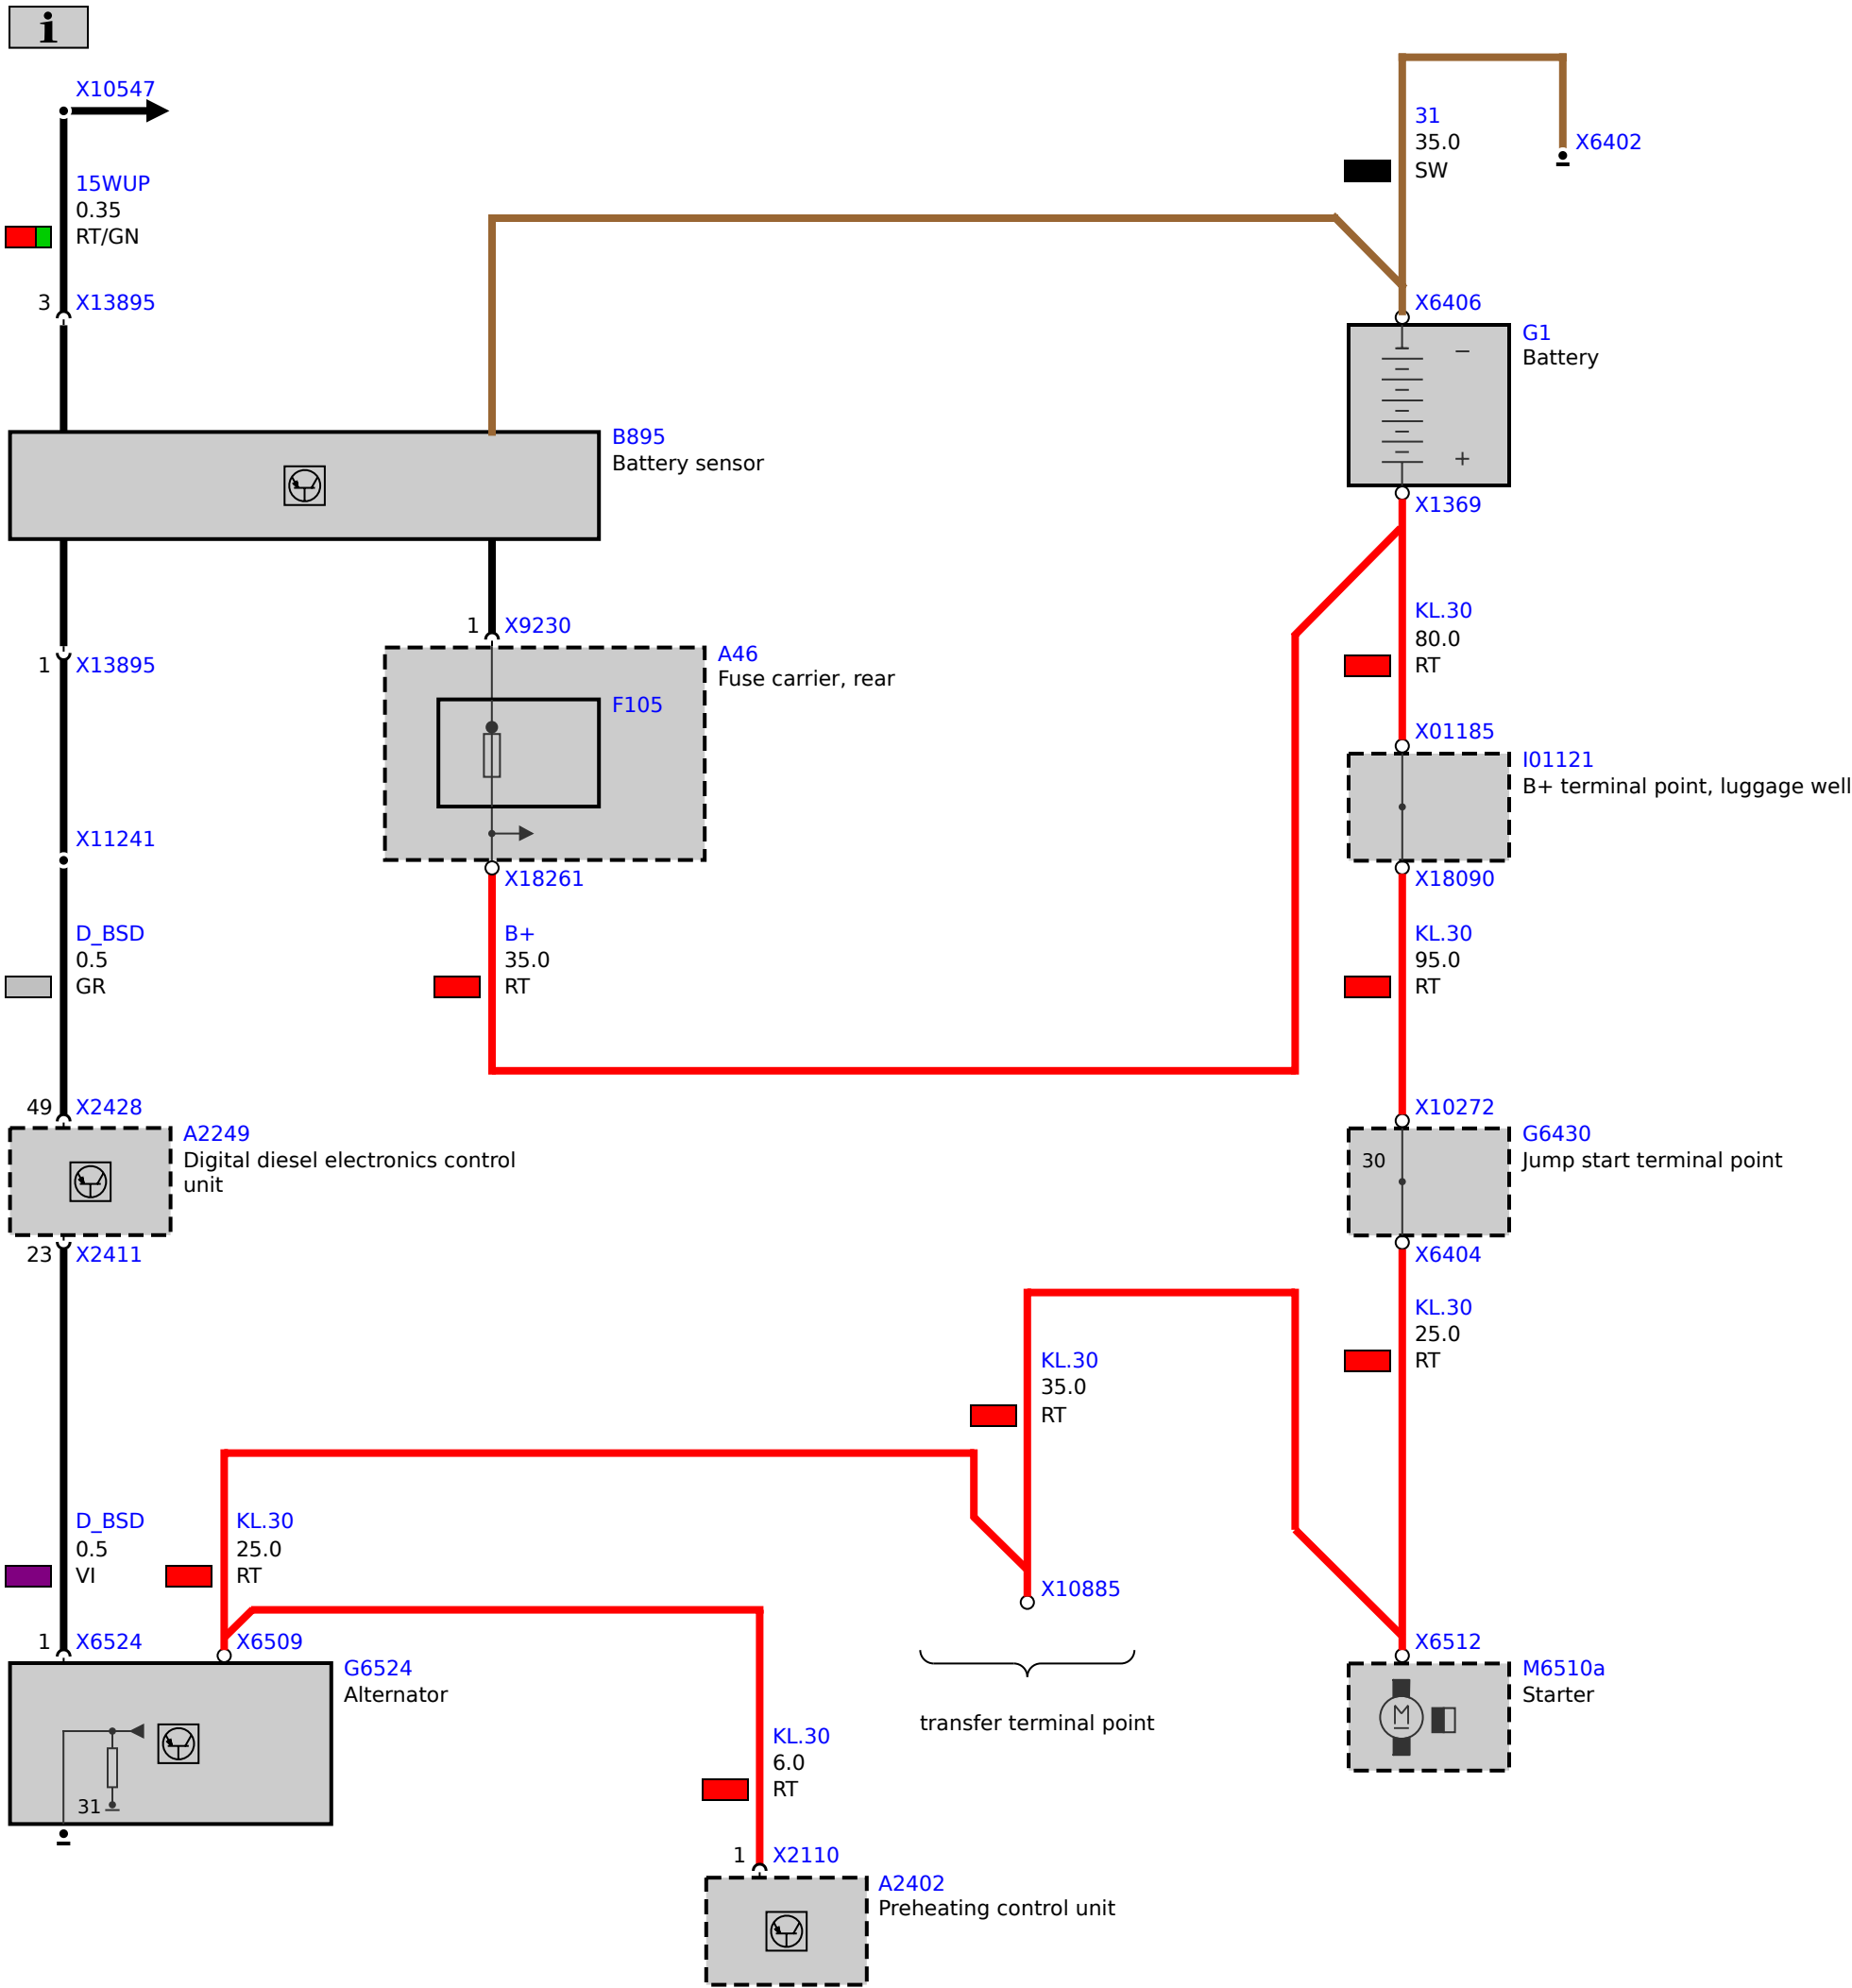 i
X10547
15WUP
0.35
RT/GN
3 X13895
31
35.0
SW
X6402
X6406
G1
Battery
−
+
X1369
B895
Battery sensor
1 X9230
A46
Fuse carrier, rear
F105
X18261
B+
35.0
RT
KL.30
80.0
RT
X01185
I01121
B+ terminal point, luggage well
X18090
KL.30
95.0
RT
1 X13895
X11241
D_BSD
0.5
GR
49 X2428
A2249
Digital diesel electronics control
unit
23 X2411
X10272
G6430
Jump start terminal point
30
X6404
KL.30
25.0
RT
KL.30
35.0
RT
X10885
transfer terminal point
D_BSD
0.5
VI
KL.30
25.0
RT
1 X6524
X6509
G6524
Alternator
31
X6512
M6510a
Starter
M
KL.30
6.0
RT
1 X2110
A2402
Preheating control unit